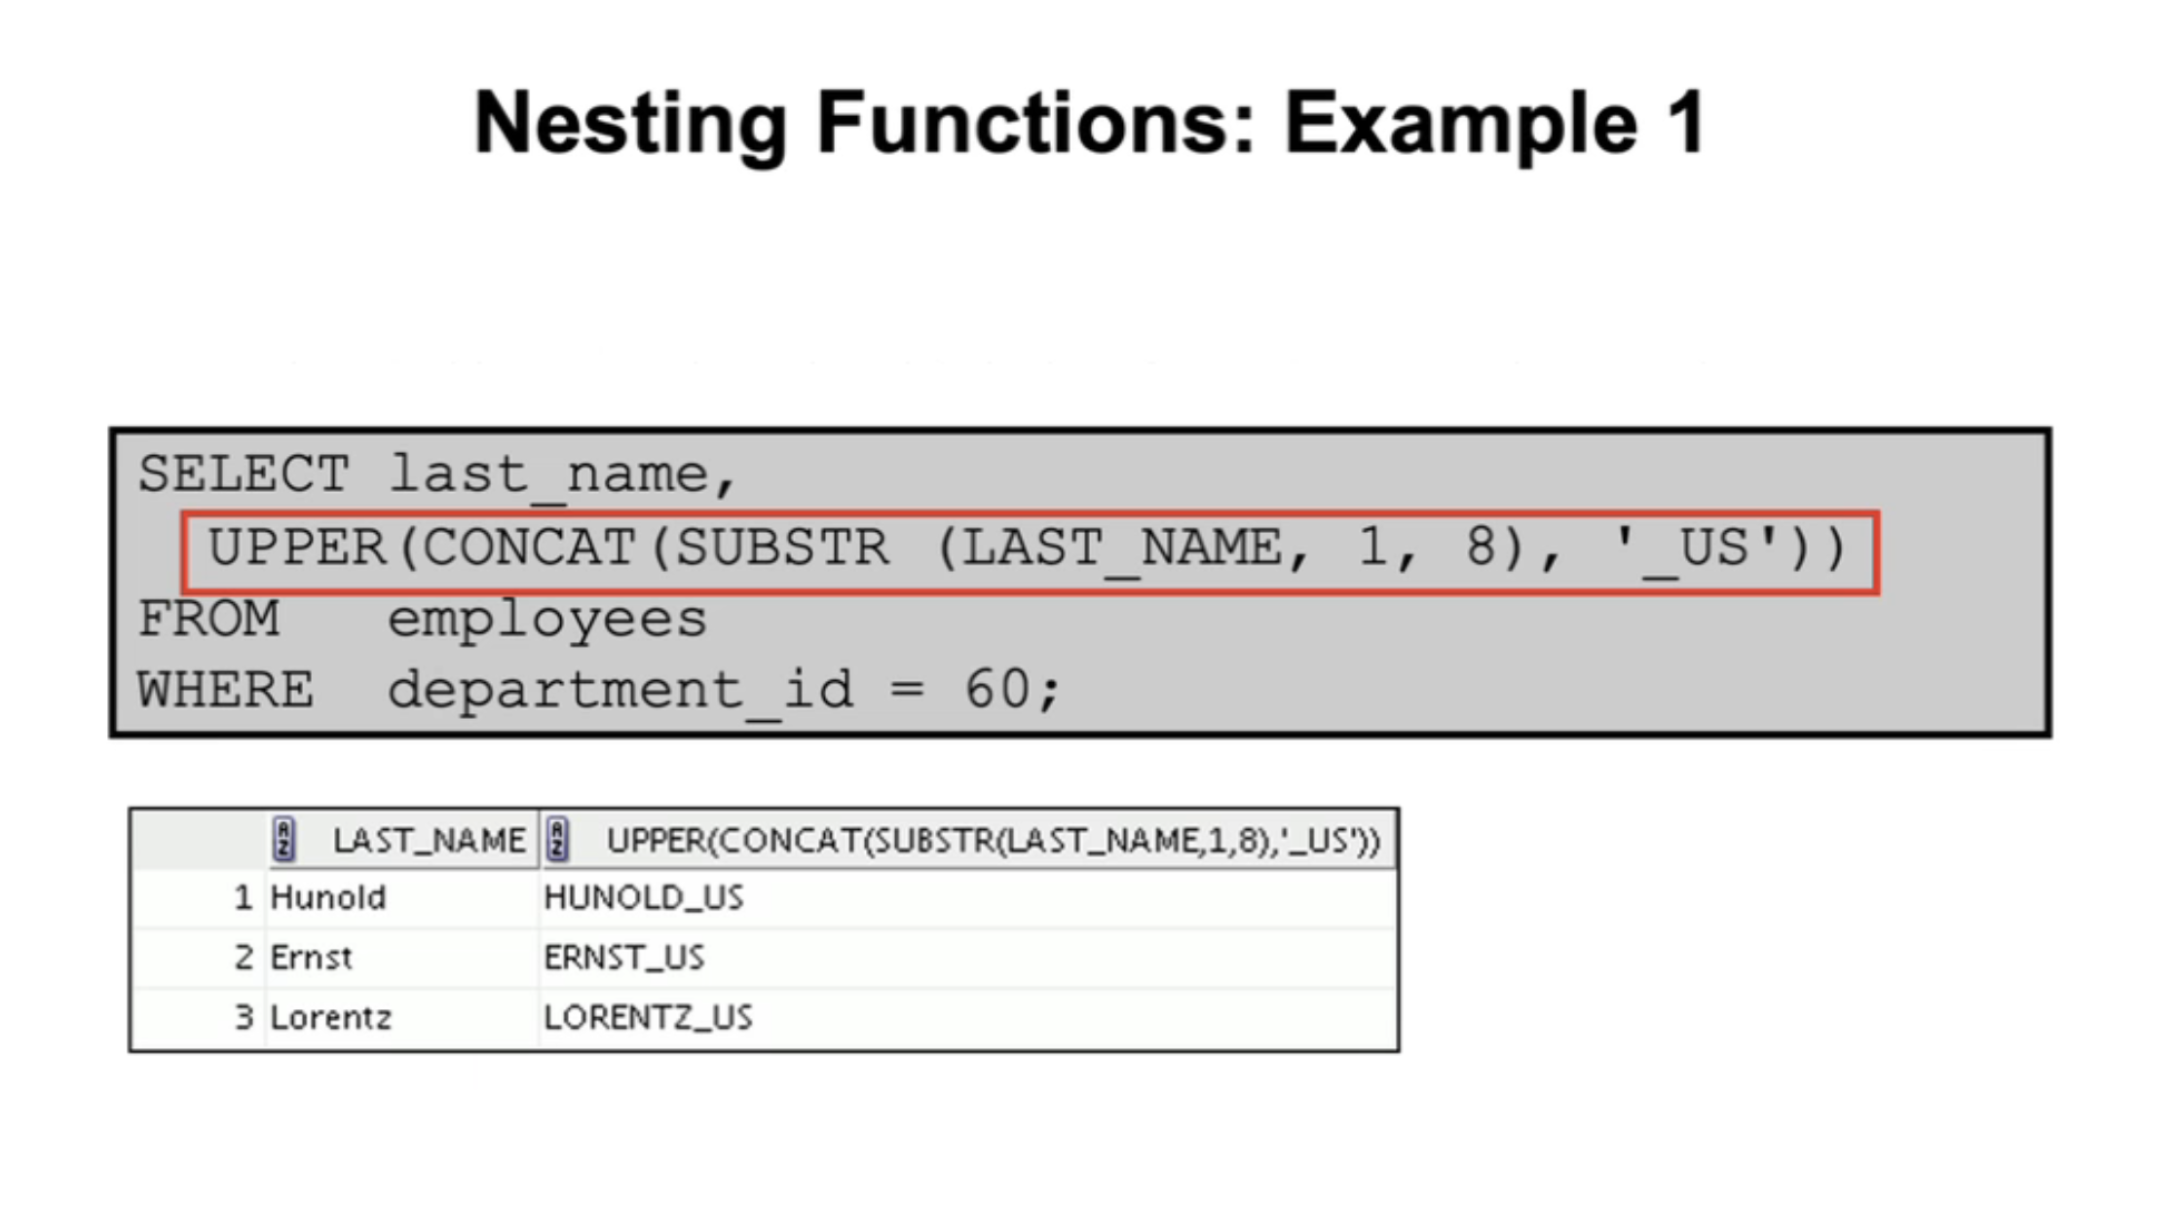 Nesting Functions: Example 1
SELECT last_name,
UPPER(CONCAT(SUBSTR (LAST_NAME, 1, 8), '_US'))
FROM employees
WHERE department_id = 60;
LAST_NAME UPPER(CONCAT(SUBSTR(LAST_NAME,1,8),'_US'))
1 Hunold HUNOLD_US
2 Ernst ERNST_US
3 Lorentz LORENTZ_US